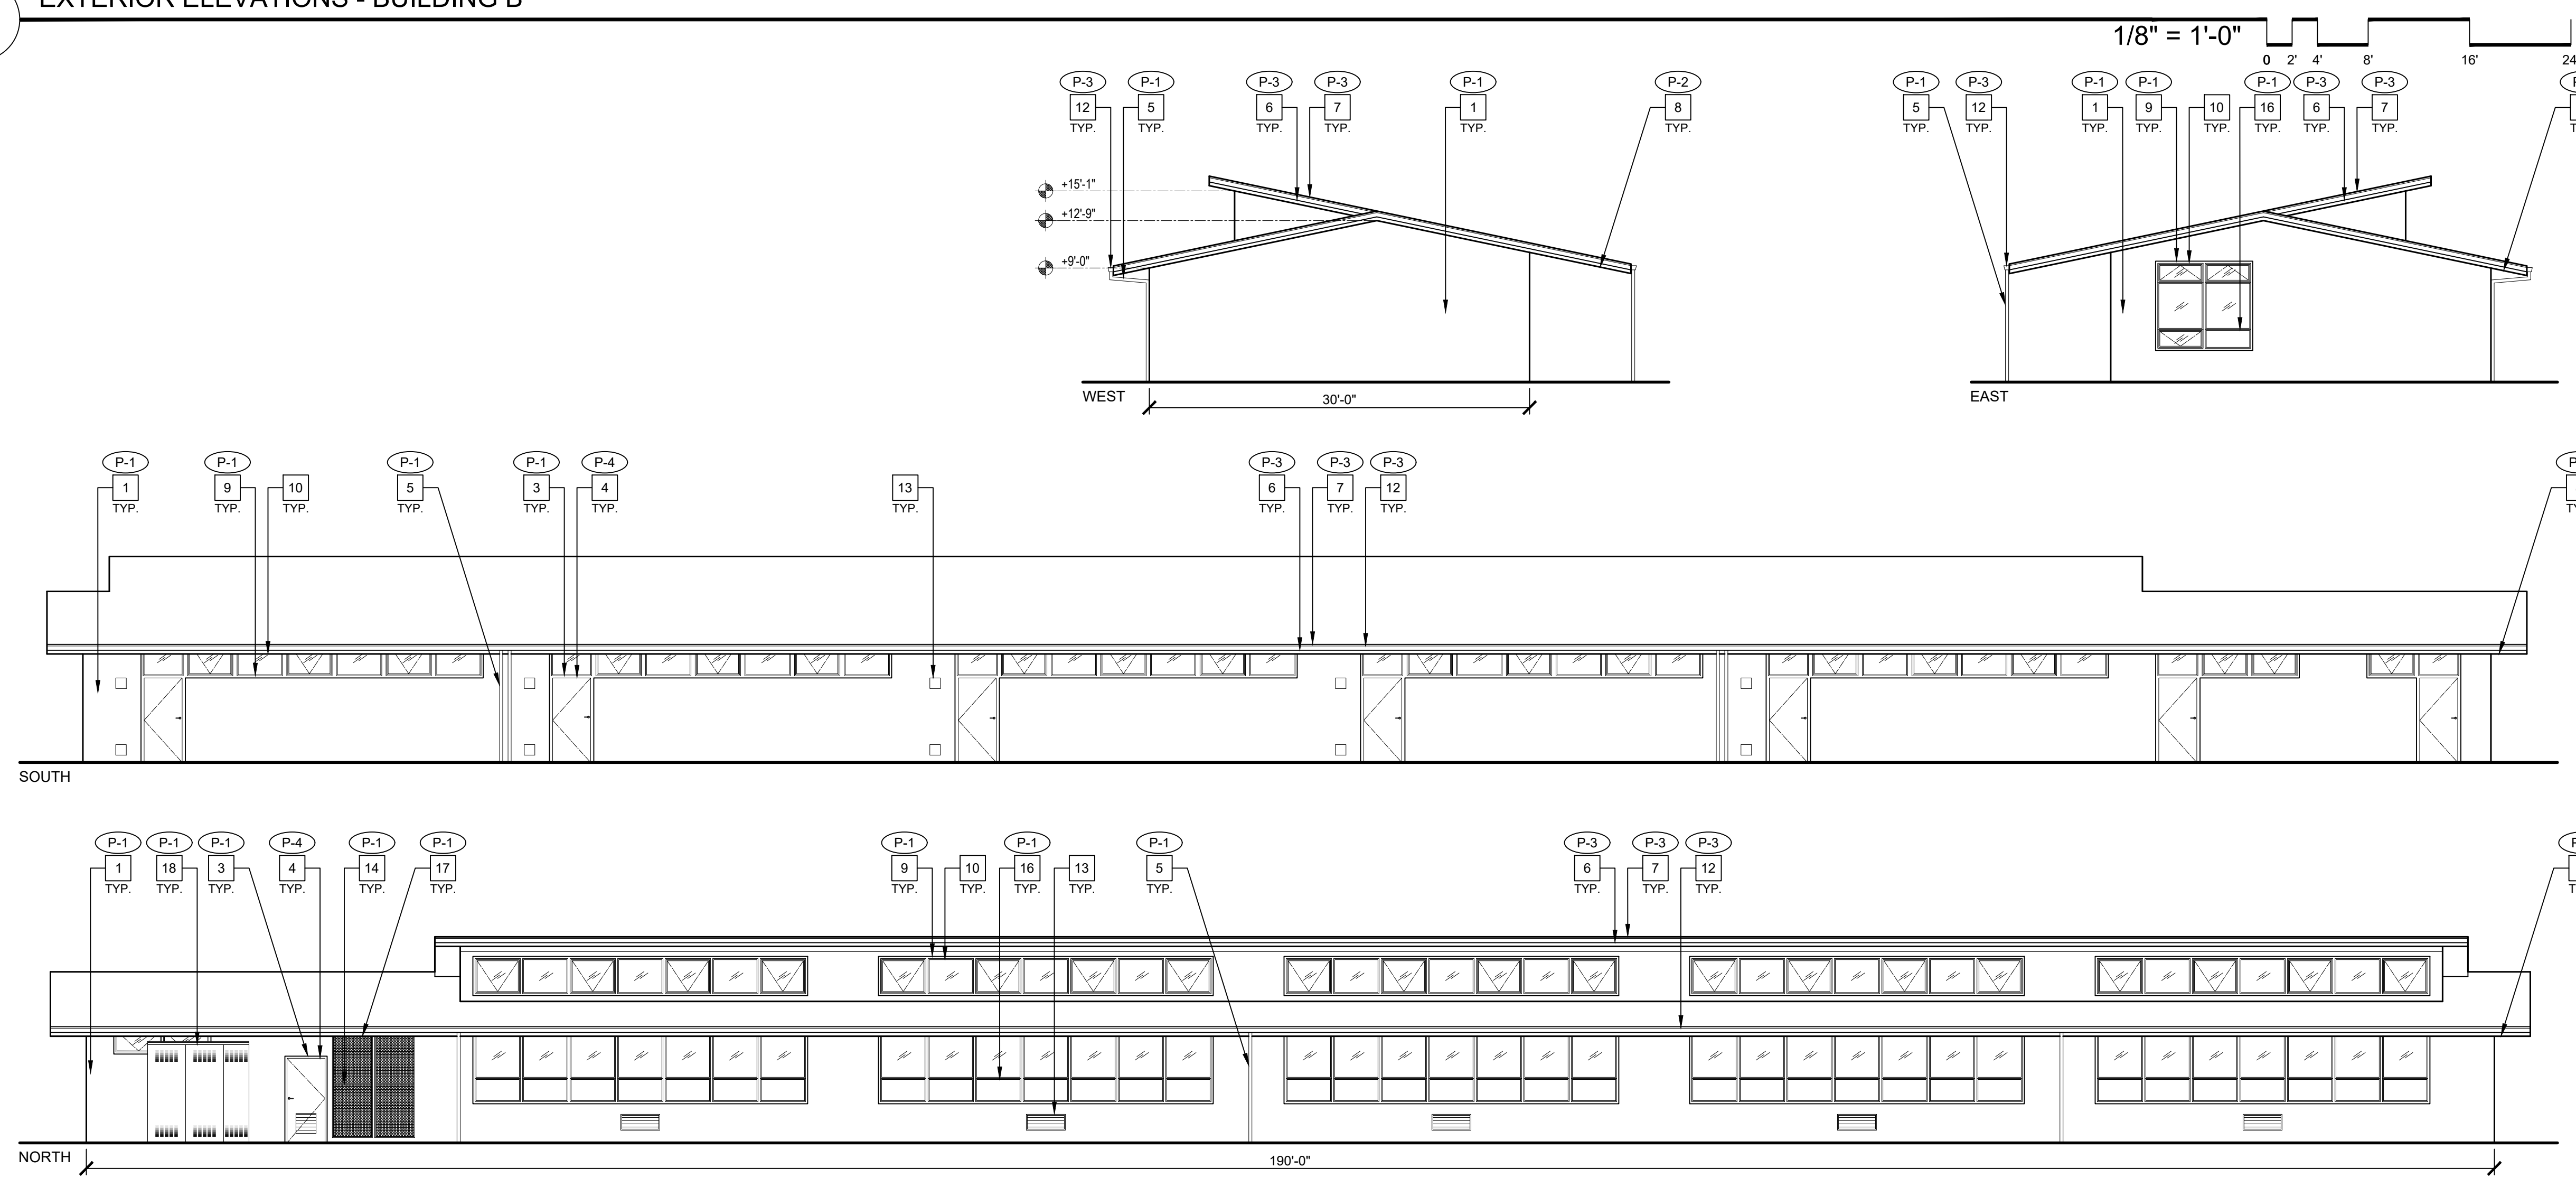 EXTERIOR ELEVATIONS - BUILDING B
1/8" = 1'-0"
0 2' 4' 8' 16' 24
P-3 P-1 P-3 P-3 P-1 P-2
12 5 6 7 1 8
TYP. TYP. TYP. TYP. TYP. TYP.
+15'-1"
+12'-9"
+9'-0"
WEST
30'-0"
P-1 P-3 P-1 P-1 P-1 P-3 P-3
5 12 1 9 10 16 6 7
TYP. TYP. TYP. TYP. TYP. TYP. TYP. TYP.
EAST
P-1 P-1 P-1 P-1 P-4 P-3 P-3 P-3
1 9 10 5 3 4 13 6 7 12
TYP. TYP. TYP. TYP. TYP. TYP. TYP. TYP. TYP. TYP.
SOUTH
P-1 P-1 P-1 P-4 P-1 P-1 P-1 P-1 P-1 P-3 P-3 P-3
1 18 3 4 14 17 9 10 16 13 5 6 7 12
TYP. TYP. TYP. TYP. TYP. TYP. TYP. TYP. TYP. TYP. TYP. TYP. TYP. TYP.
NORTH
190'-0"